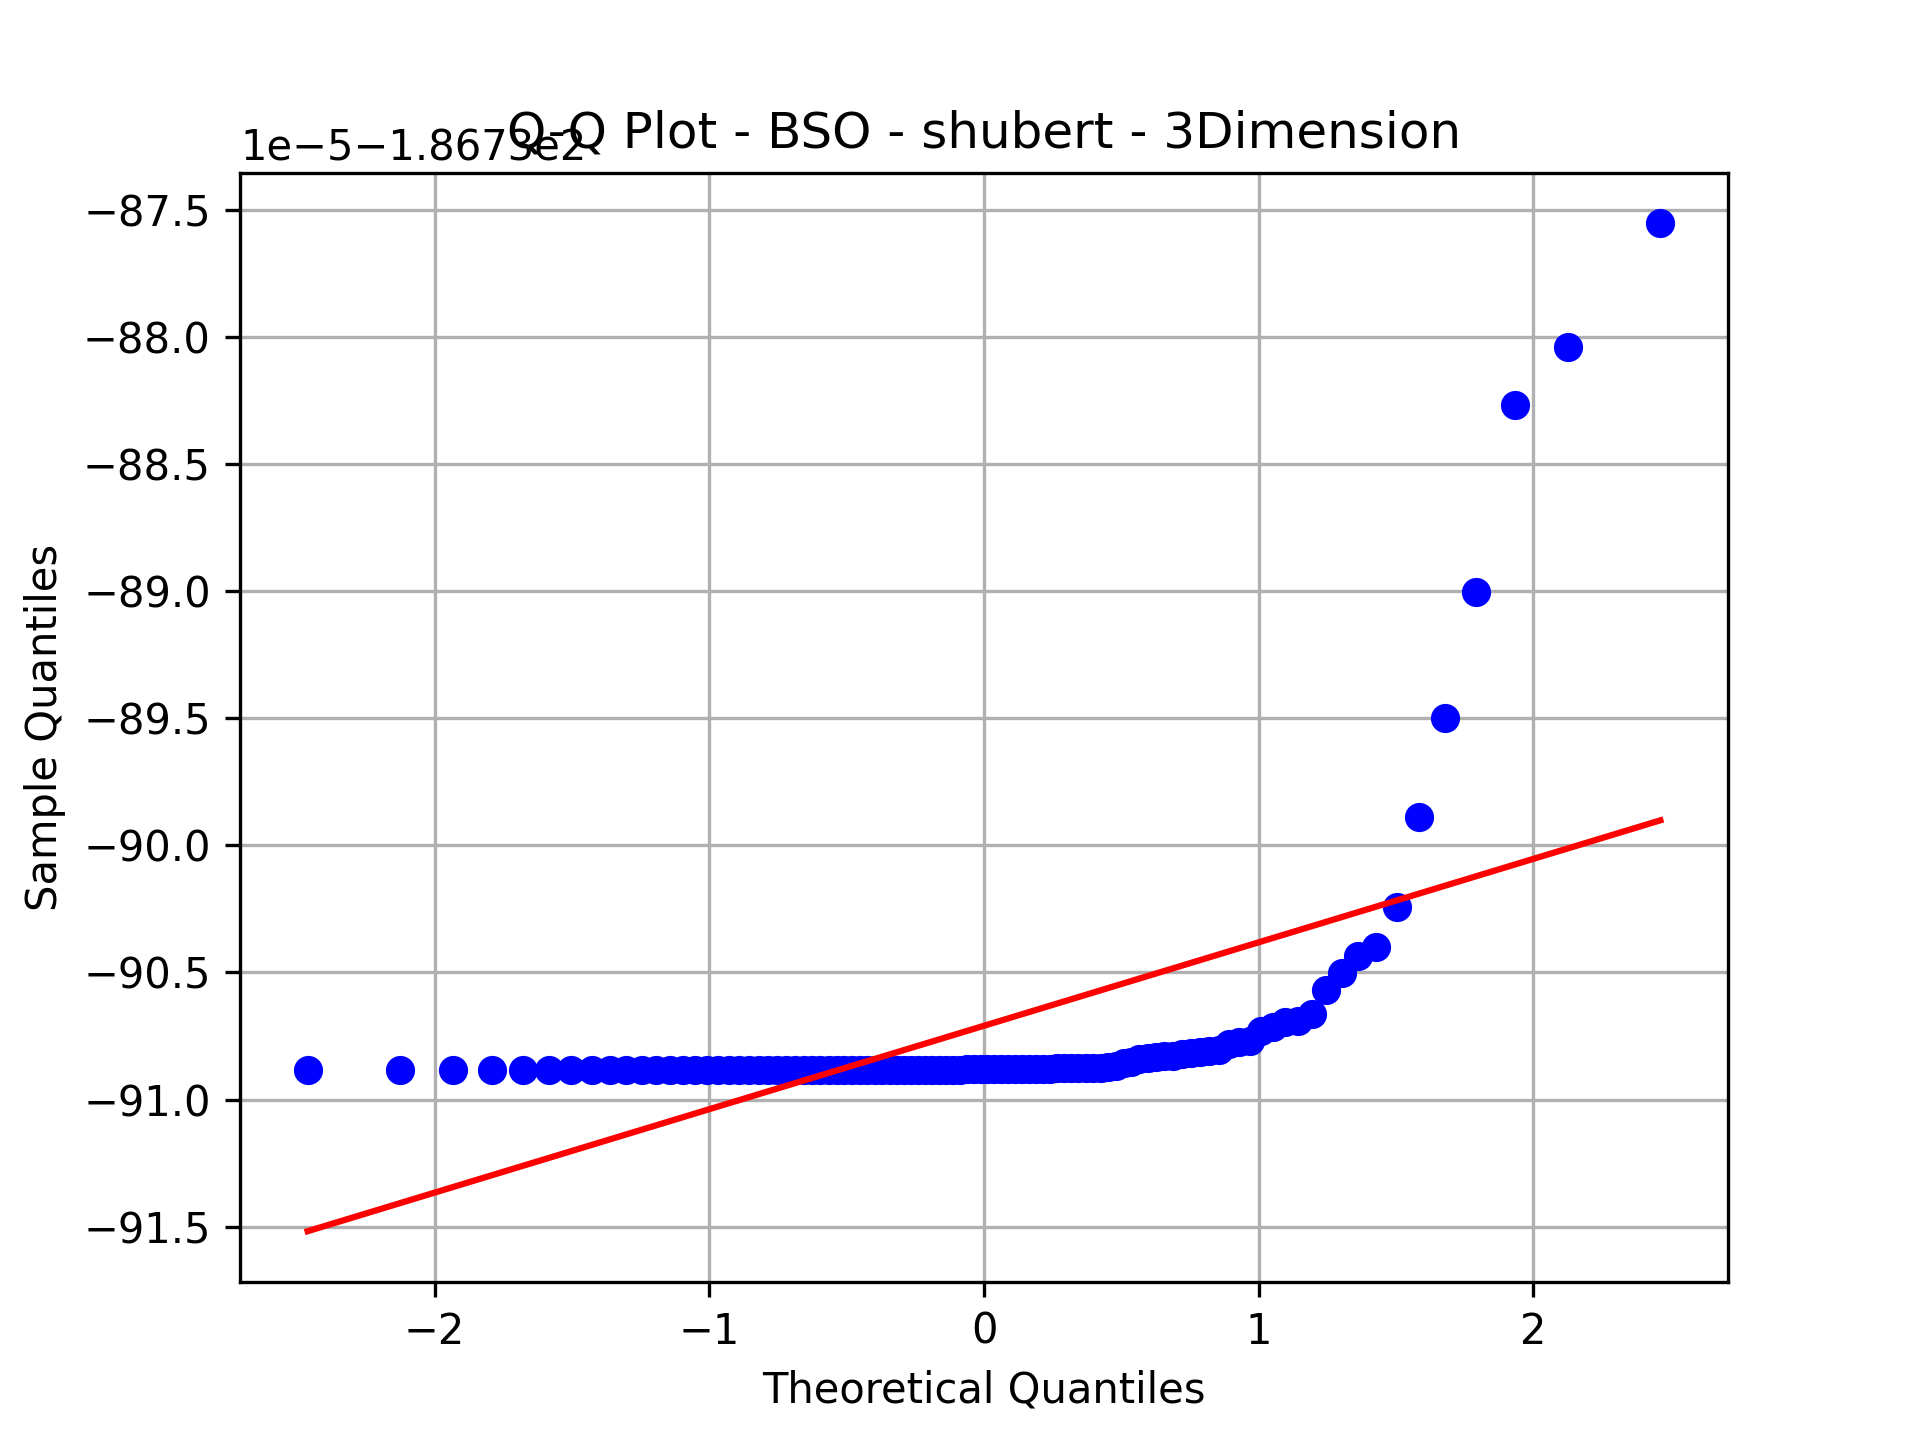 Q-Q Plot - BSO - shubert - 3Dimension
1e−5−1.8673e2
−87.5
−88.0
−88.5
−89.0
−89.5
−90.0
−90.5
−91.0
−91.5
Sample Quantiles
−2 −1 0 1 2
Theoretical Quantiles